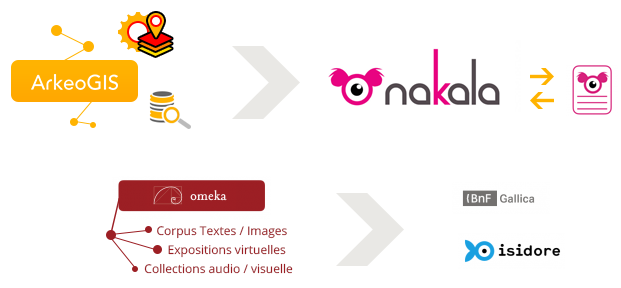 ArkeoGIS
nakala
omeka
Corpus Textes / Images
Expositions virtuelles
Collections audio / visuelle
BnF Gallica
isidore